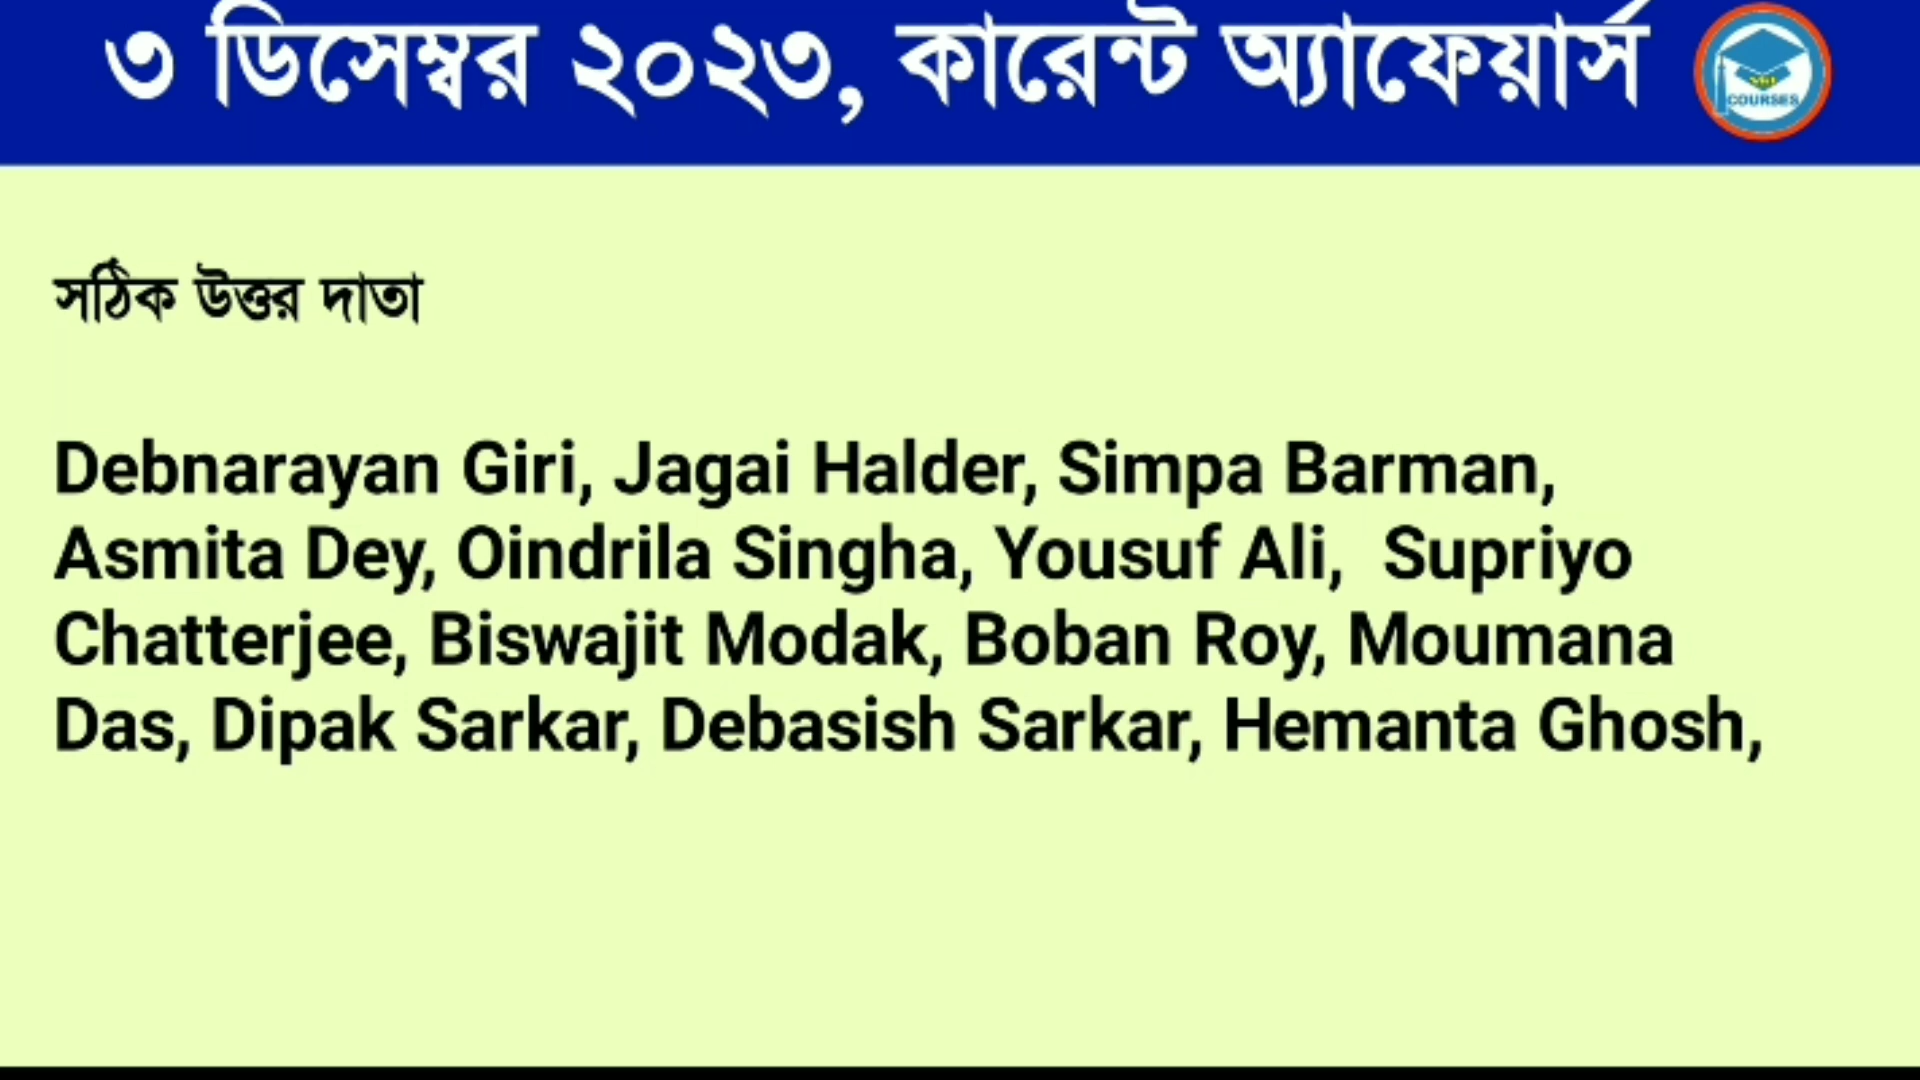 ৩ ডিসেম্বর ২০২৩, কারেন্ট অ্যাফেয়ার্স
COURSES
সঠিক উত্তর দাতা
Debnarayan Giri, Jagai Halder, Simpa Barman,
Asmita Dey, Oindrila Singha, Yousuf Ali, Supriyo
Chatterjee, Biswajit Modak, Boban Roy, Moumana
Das, Dipak Sarkar, Debasish Sarkar, Hemanta Ghosh,